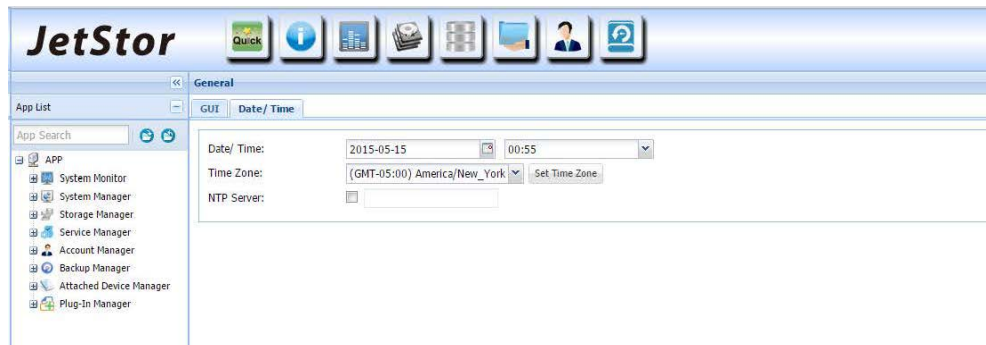 JetStor
Quick
General
App List
GUI Date/ Time
App Search
Date/ Time: 2015-05-15 00:55
Time Zone: (GMT-05:00) America/New_York Set Time Zone
NTP Server:
APP
System Monitor
System Manager
Storage Manager
Service Manager
Account Manager
Backup Manager
Attached Device Manager
Plug-In Manager